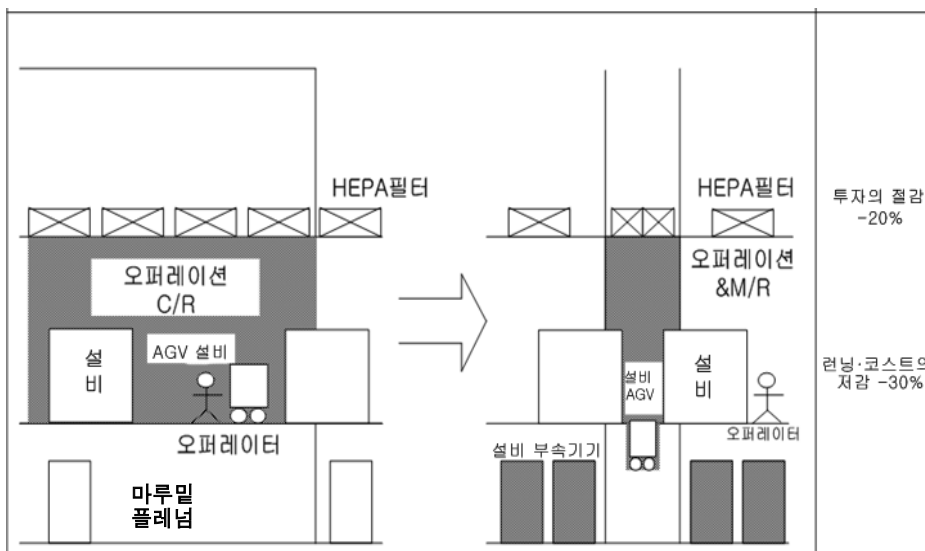 HEPA필터
오퍼레이션
C/R
설
비
AGV 설비
오퍼레이터
마루밑
플레넘
HEPA필터
오퍼레이션
&M/R
설비
AGV
설
비
오퍼레이터
설비 부속기기
투자의 절감
-20%
런닝·코스트의
저감 -30%